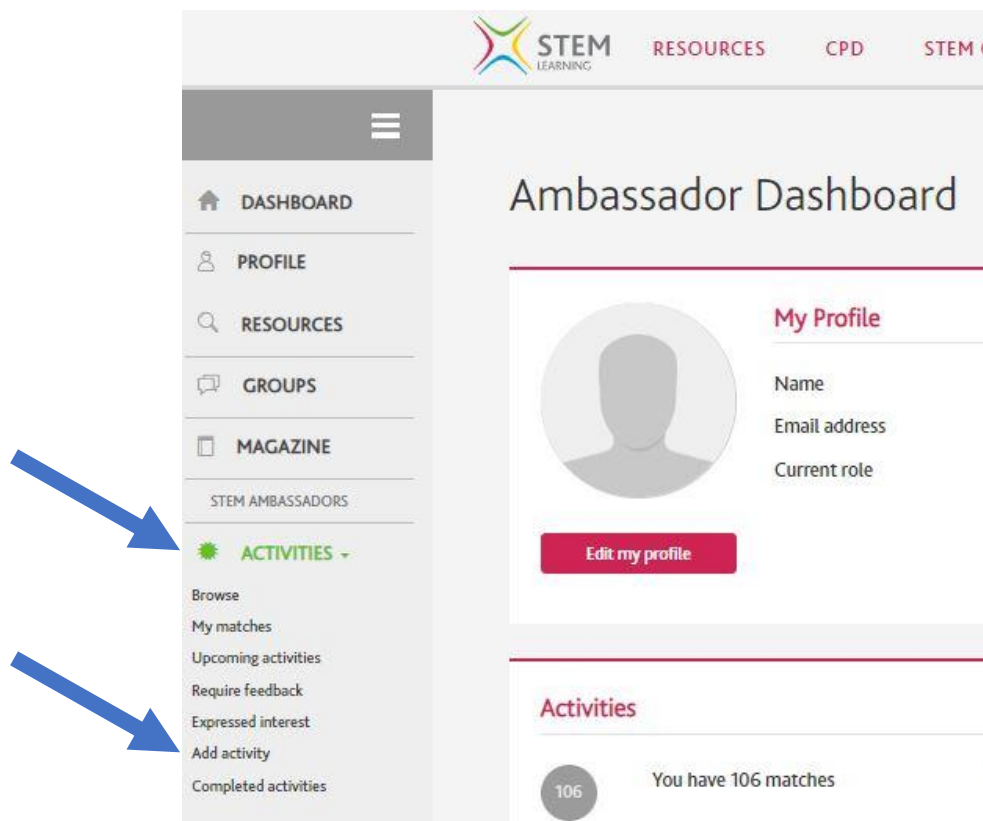 STEM
LEARNING
RESOURCES CPD STEM
DASHBOARD
PROFILE
RESOURCES
GROUPS
MAGAZINE
STEM AMBASSADORS
ACTIVITIES
Browse
My matches
Upcoming activities
Require feedback
Expressed interest
Add activity
Completed activities
Ambassador Dashboard
My Profile
Name
Email address
Current role
Edit my profile
Activities
106
You have 106 matches